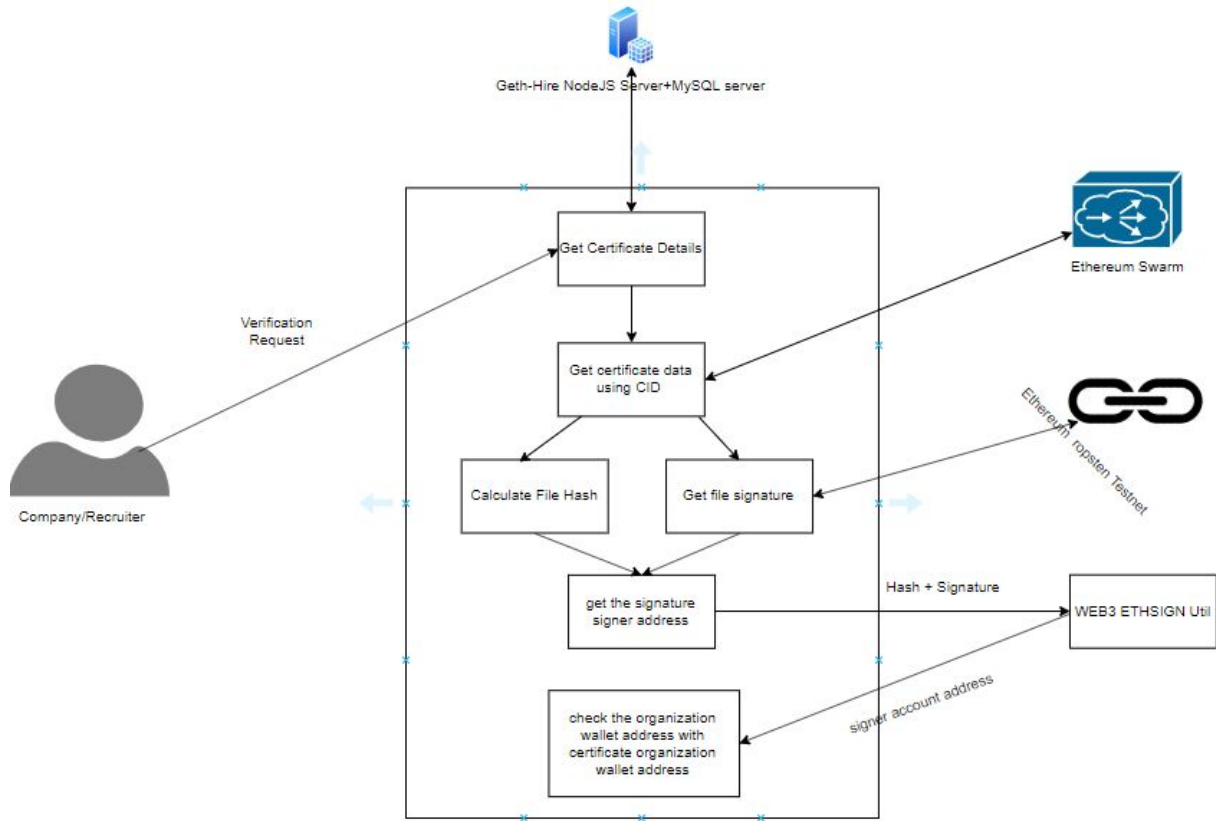 Geth-Hire NodeJS Server+MySQL server
Get Certificate Details
Ethereum Swarm
Verification
Request
Get certificate data
using CID
Ethereum ropsten Testnet
Calculate File Hash
Get file signature
Company/Recruiter
Hash + Signature
get the signature
signer address
WEB3 ETHSIGN Util
signer account address
check the organization
wallet address with
certificate organization
wallet address